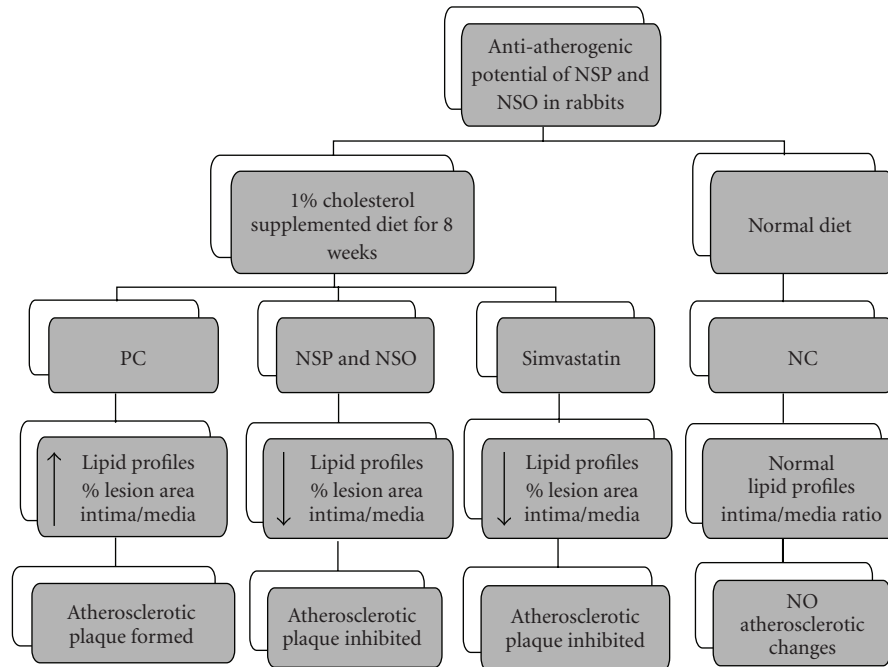 Anti-atherogenic
potential of NSP and
NSO in rabbits
1% cholesterol
supplemented diet for 8
weeks
Normal diet
PC
NSP and NSO
Simvastatin
NC
Lipid profiles
% lesion area
intima/media
Lipid profiles
% lesion area
intima/media
Lipid profiles
% lesion area
intima/media
Normal
lipid profiles
intima/media ratio
Atherosclerotic
plaque formed
Atherosclerotic
plaque inhibited
Atherosclerotic
plaque inhibited
NO
atherosclerotic
changes